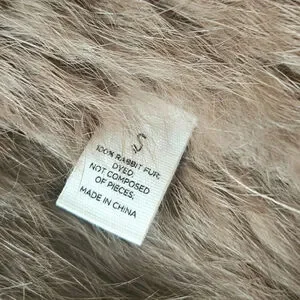 S
100% RABBIT FUR
DYED;
NOT COMPOSED
OF PIECES;
MADE IN CHINA